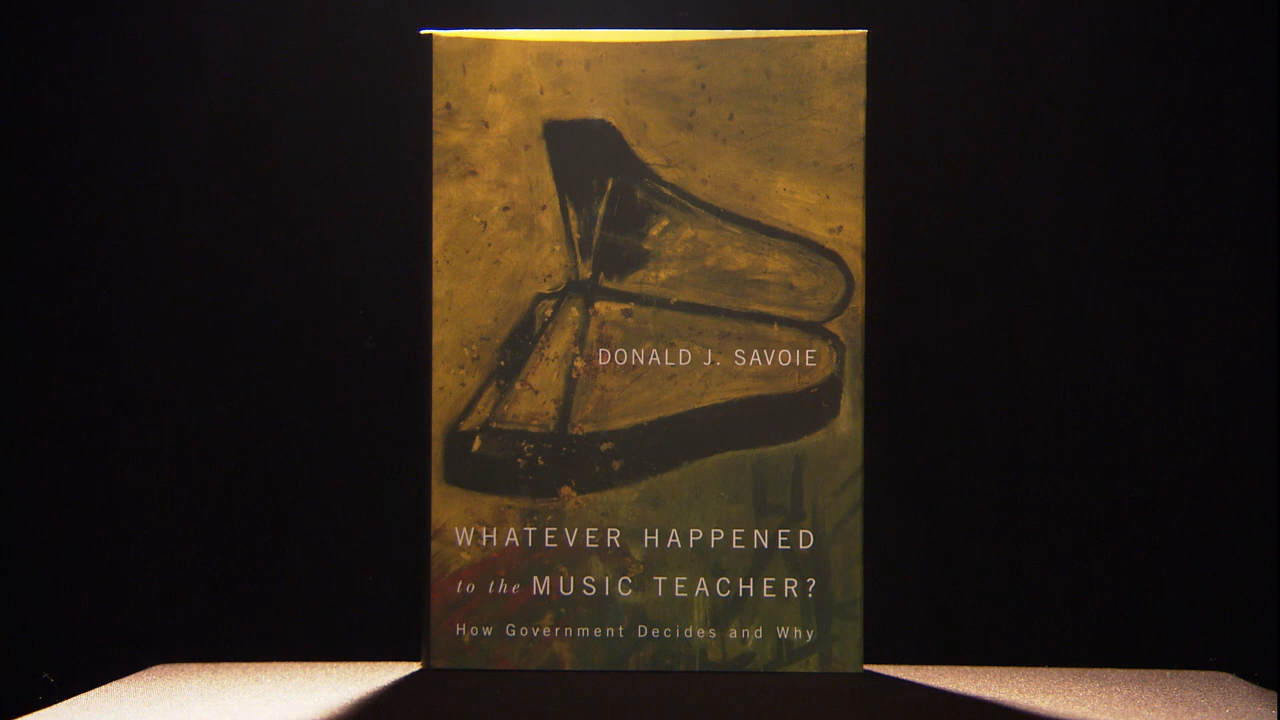 DONALD J. SAVOIE
WHATEVER HAPPENED
to the MUSIC TEACHER?
How Government Decides and Why